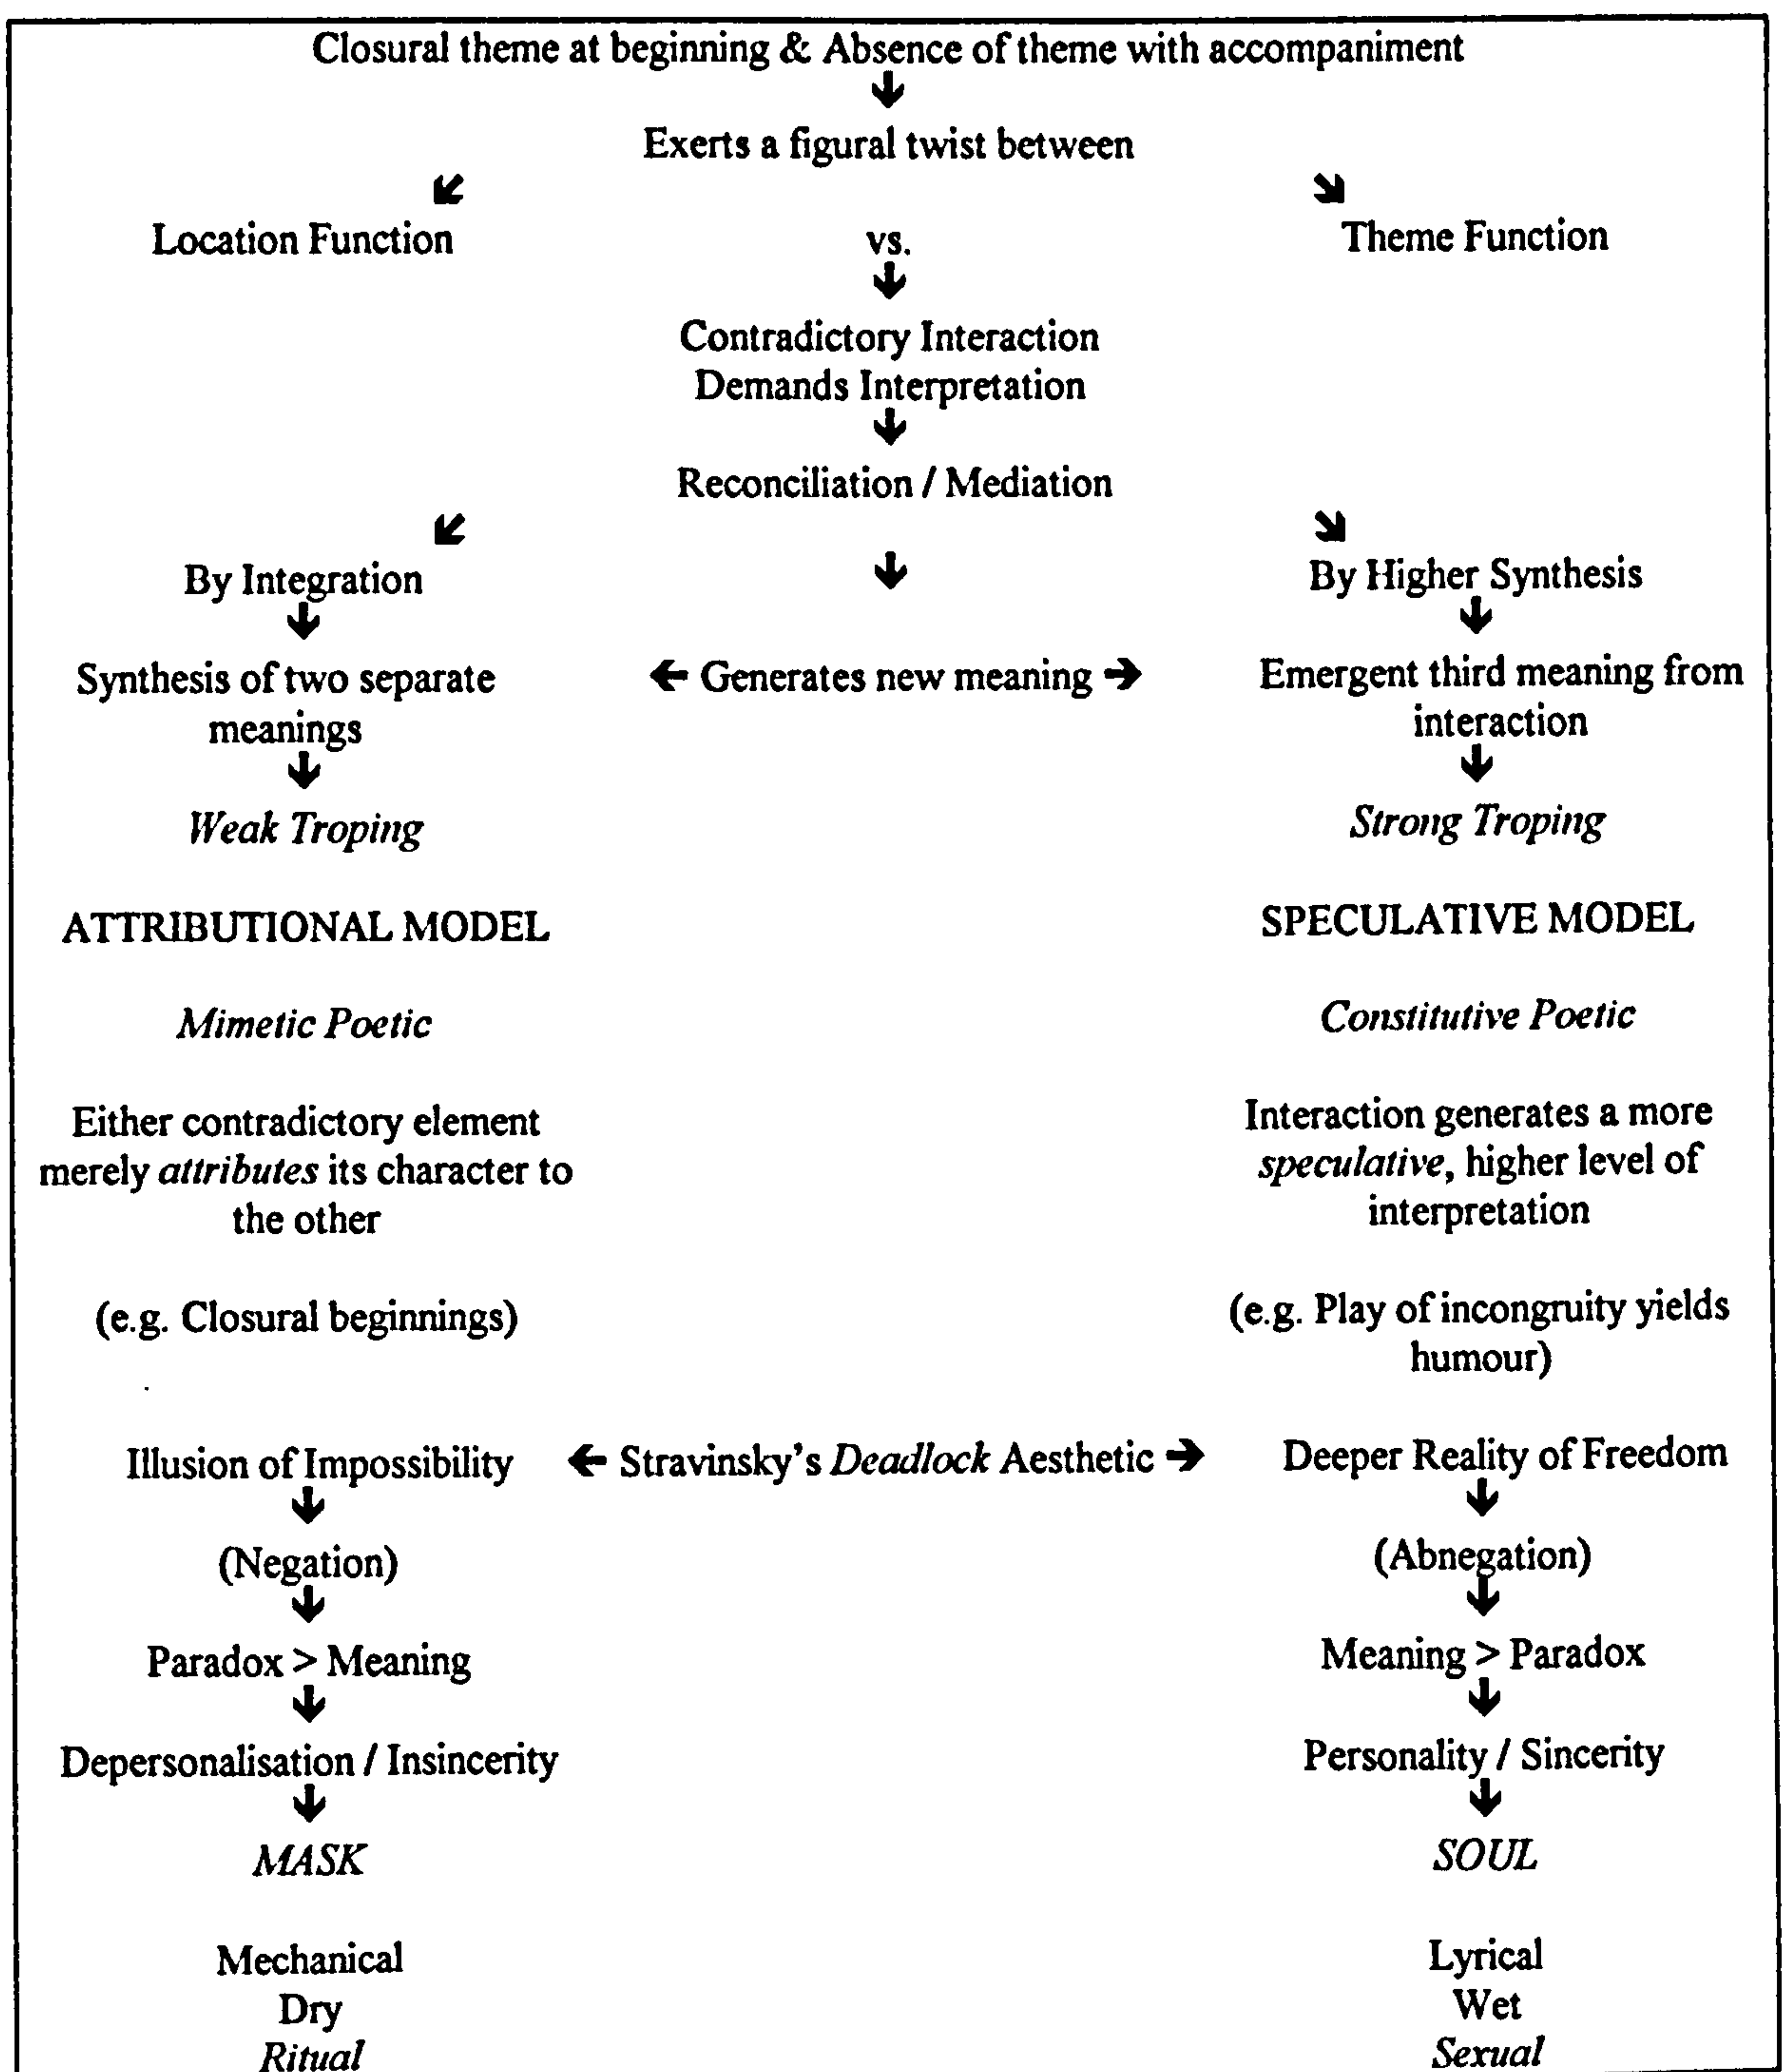 Closural theme at beginning & Absence of theme with accompaniment
↓
Exerts a figural twist between
↙ ↘
Location Function vs. Theme Function
↓
Contradictory Interaction
Demands Interpretation
↓
Reconciliation / Mediation
↙ ↘
By Integration ↓ By Higher Synthesis
↓ ↓
Synthesis of two separate ← Generates new meaning → Emergent third meaning from
meanings interaction
↓ ↓
Weak Troping Strong Troping
ATTRIBUTIONAL MODEL SPECULATIVE MODEL
Mimetic Poetic Constitutive Poetic
Either contradictory element Interaction generates a more
merely attributes its character to speculative, higher level of
the other interpretation
(e.g. Closural beginnings) (e.g. Play of incongruity yields
humour)
Illusion of Impossibility ← Stravinsky's Deadlock Aesthetic → Deeper Reality of Freedom
↓ ↓
(Negation) (Abnegation)
↓ ↓
Paradox > Meaning Meaning > Paradox
↓ ↓
Depersonalisation / Insincerity Personality / Sincerity
↓ ↓
MASK SOUL
Mechanical Lyrical
Dry Wet
Ritual Sexual